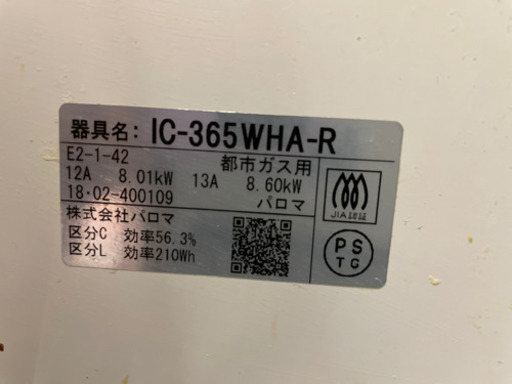 器具名: IC-365WHA-R
E2-1-42 都市ガス用
12A 8.01kW 13A 8.60kW
18・02-400109 パロマ
株式会社パロマ
区分C 効率56.3%
区分L 効率210Wh
JIA認証
PS
TG